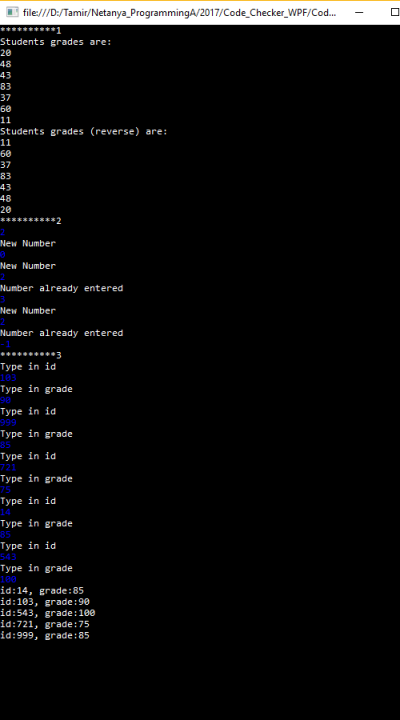 file:///D:/Tamir/Netanya_ProgrammingA/2017/Code_Checker_WPF/Cod...
**********1
Students grades are:
20
48
43
83
37
60
11
Students grades (reverse) are:
11
60
37
83
43
48
20
**********2
2
New Number
0
New Number
2
Number already entered
New Number
2
Number already entered
-1
**********3
Type in id
103
Type in grade
90
Type in id
999
Type in grade
85
Type in id
721
Type in grade
75
Type in id
14
Type in grade
85
Type in id
543
Type in grade
100
id:14, grade:85
id:103, grade:90
id:543, grade:100
id:721, grade:75
id:999, grade:85